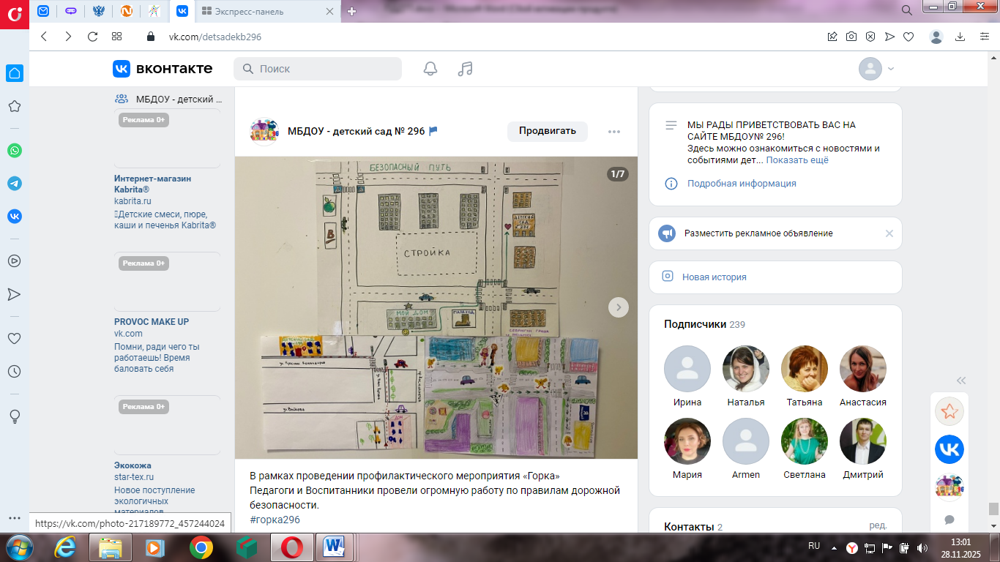 Экспресс-панель
vk.com/detsadekb296
вконтакте
Поиск
МБДОУ - детский ...
Реклама 0+
Интернет-магазин
Kabrita®
kabrita.ru
Детские смеси, пюре,
каши и печенья Kabrita®
Реклама 0+
PROVOC MAKE UP
vk.com
Помни, ради чего ты
работаешь! Время
баловать себя
Реклама 0+
Экокожа
star-tex.ru
Новое поступление
экологичных
материалов
https://vk.com/photo-217189772_457244024
МБДОУ - детский сад № 296
Продвигать
1/7
БЕЗОПАСНЫЙ ПУТЬ
В
ДЕТСКИЙ
САД
СТРОЙКА
МОЙ ДОМ
ДОМ
В рамках проведении профилактического мероприятия «Горка»
Педагоги и Воспитанники провели огромную работу по правилам дорожной
безопасности.
#горка296
МЫ РАДЫ ПРИВЕТСТВОВАТЬ ВАС НА
САЙТЕ МБДОУ№ 296!
Здесь можно ознакомиться с новостями и
событиями дет... Показать ещё
Подробная информация
Разместить рекламное объявление
Новая история
Подписчики 239
Ирина Наталья Татьяна Анастасия
Мария Armen Светлана Дмитрий
Контакты 2 ред.
RU
13:01
28.11.2025